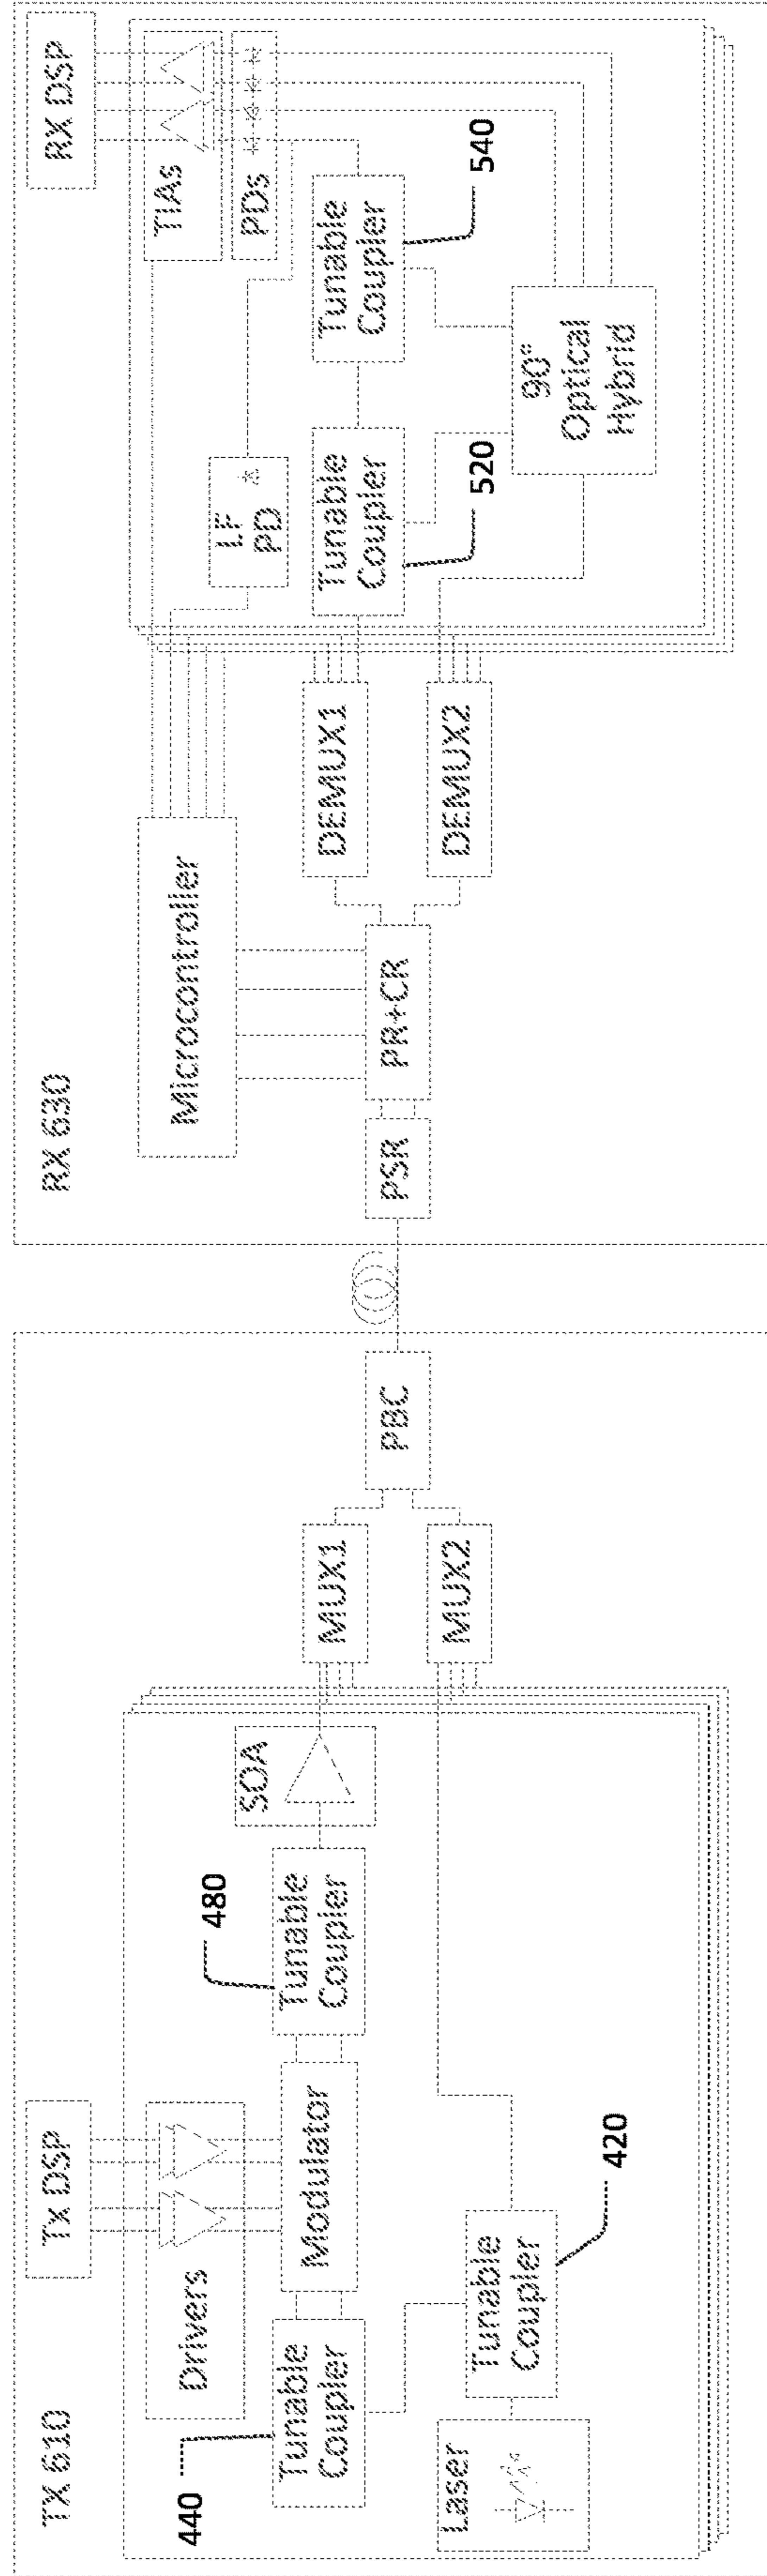 TX 610
Tx DSP
Drivers
440
Tunable
Coupler
Modulator
480
Tunable
Coupler
SOA
Laser
Tunable
Coupler
420
MUX1
MUX2
PBC
RX 630
RX DSP
Microcontroller
PSR
PR+CR
DEMUX1
DEMUX2
TIAs
PDs
LF
PD
Tunable
Coupler
520
Tunable
Coupler
540
90°
Optical
Hybrid